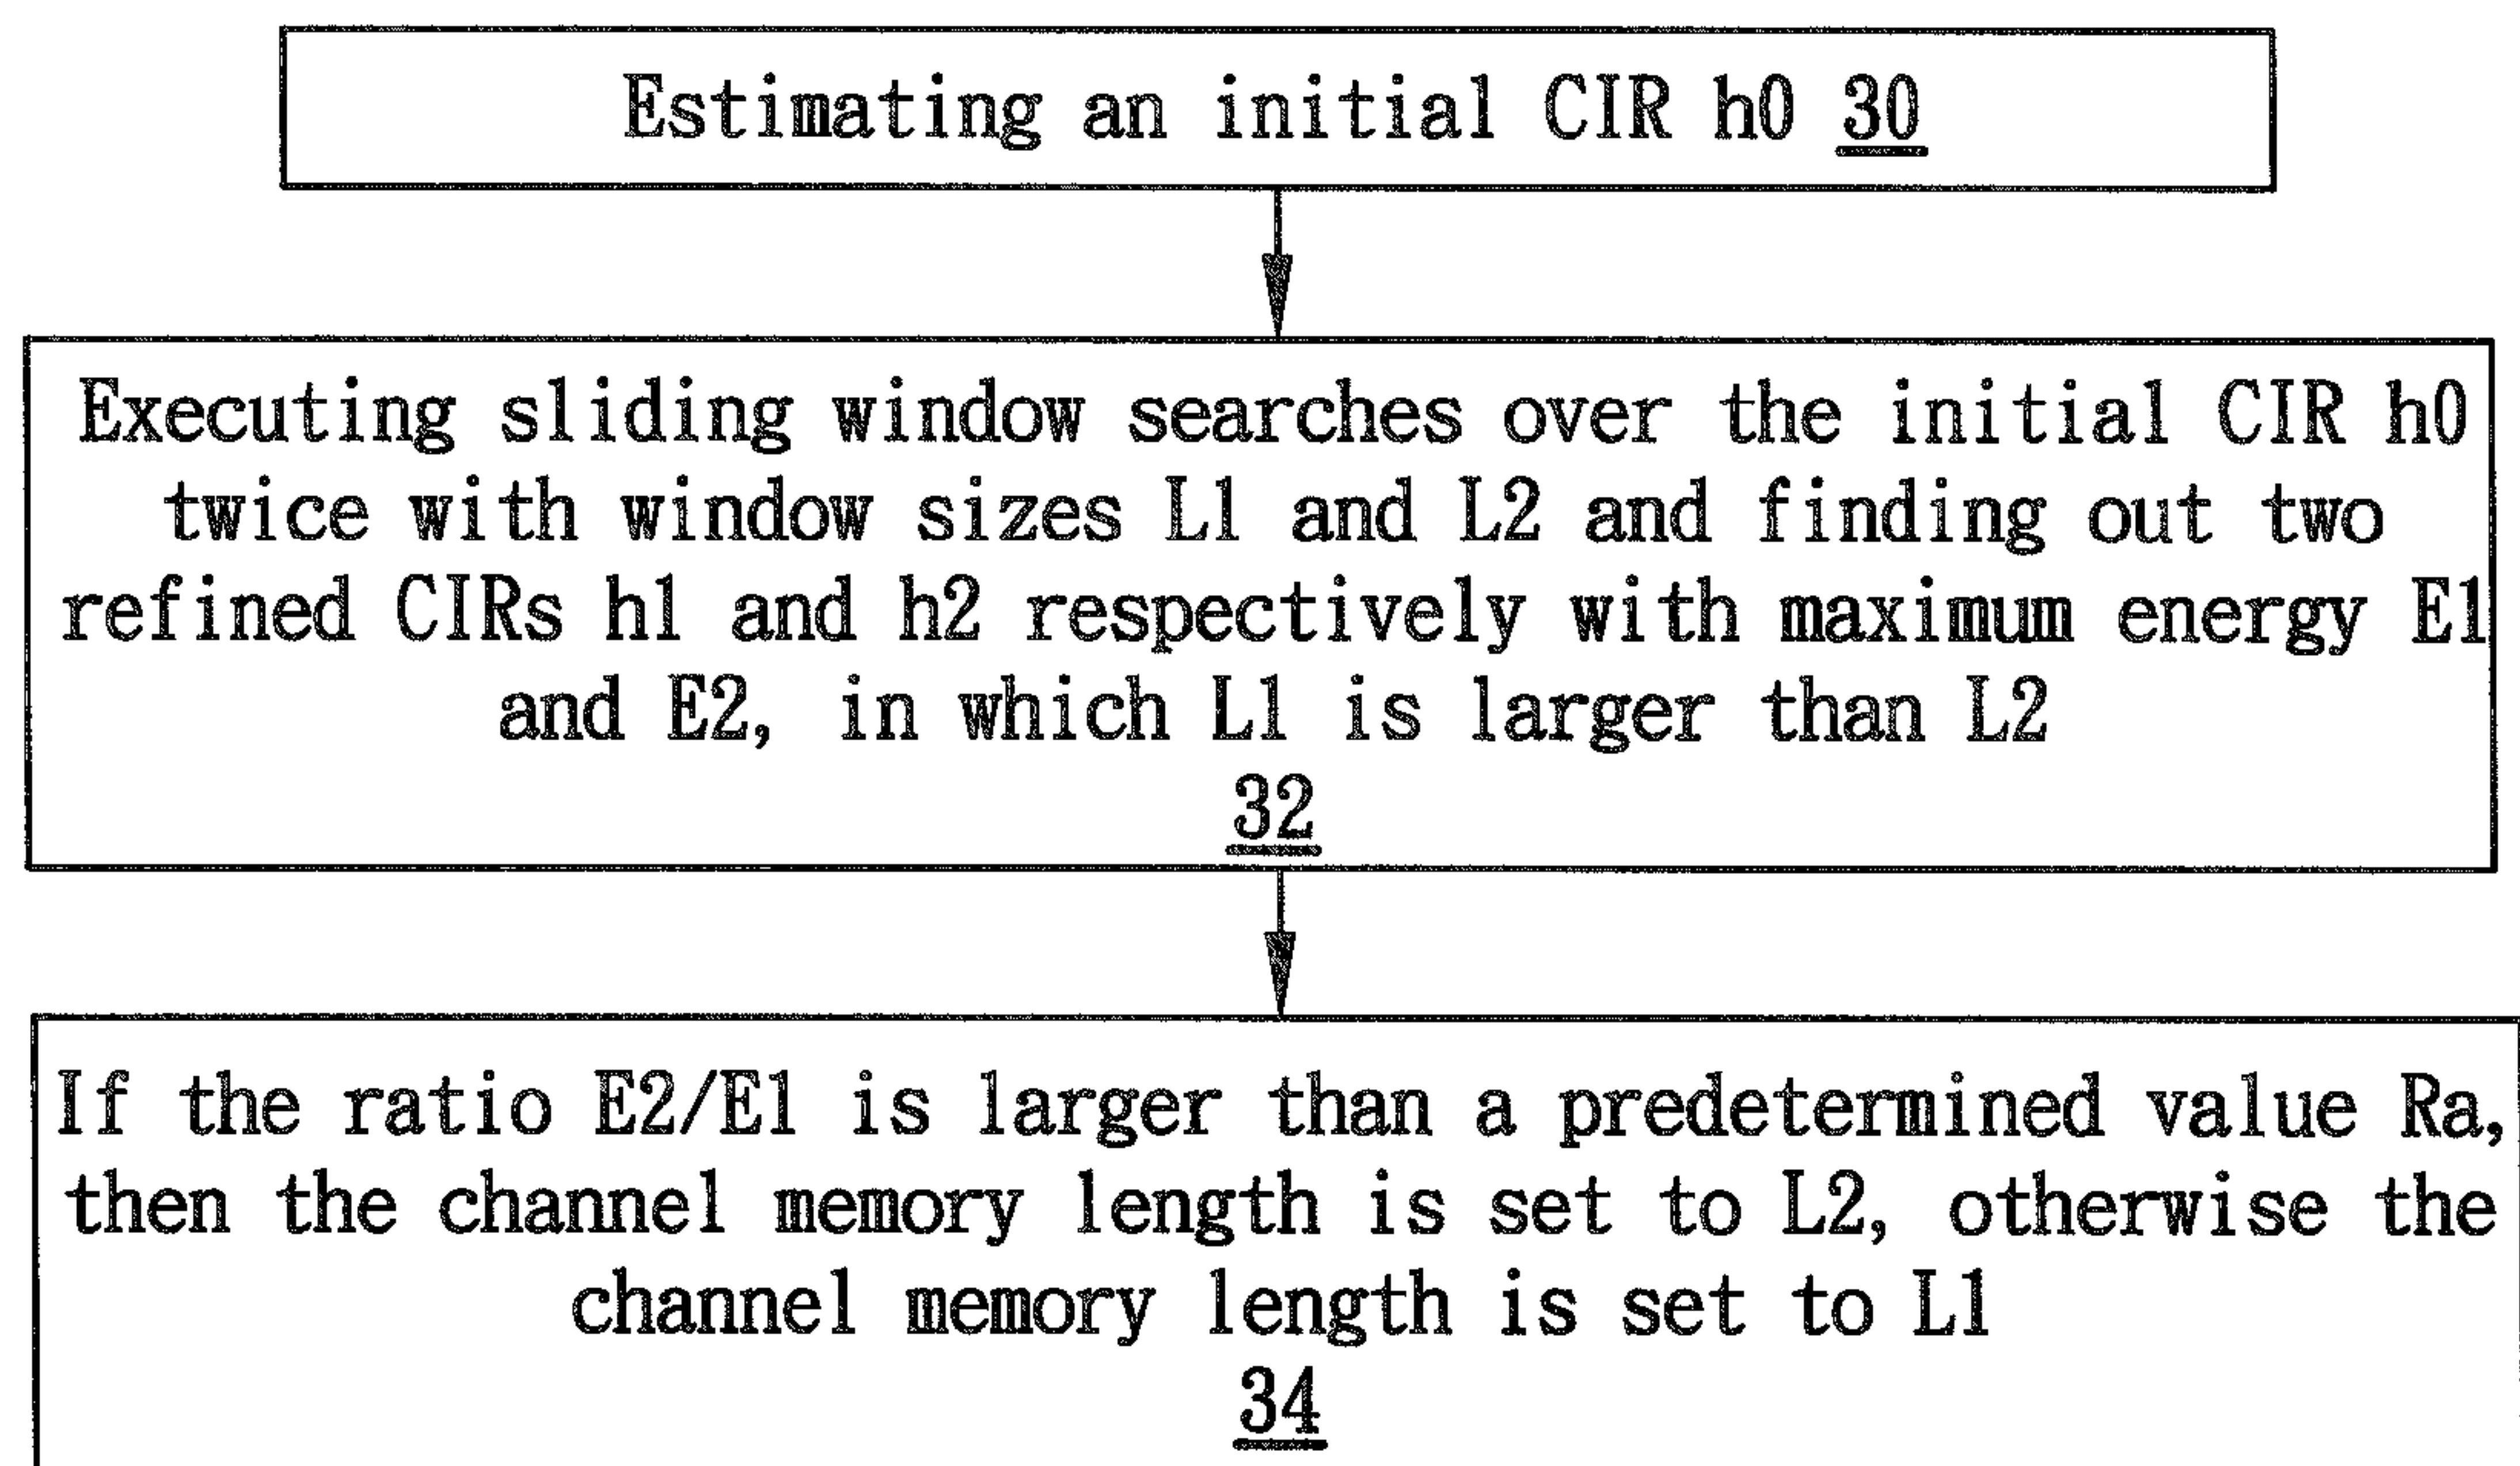 Estimating an initial CIR h0 30
Executing sliding window searches over the initial CIR h0
twice with window sizes L1 and L2 and finding out two
refined CIRs h1 and h2 respectively with maximum energy E1
and E2, in which L1 is larger than L2
32
If the ratio E2/E1 is larger than a predetermined value Ra,
then the channel memory length is set to L2, otherwise the
channel memory length is set to L1
34